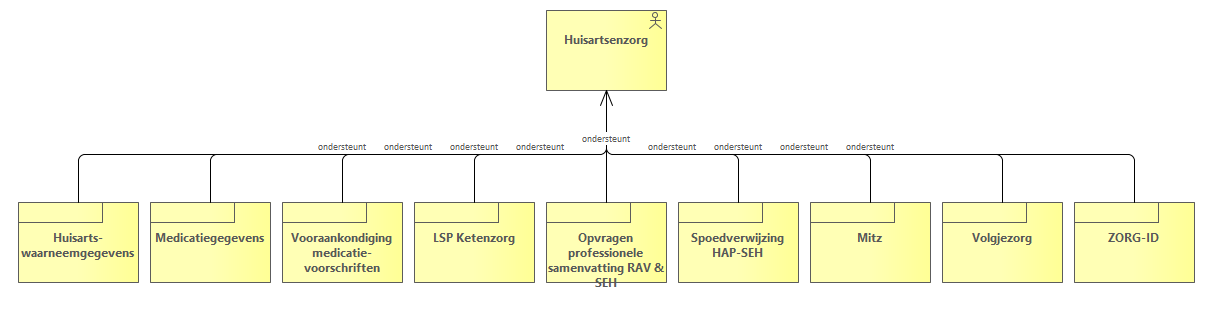 Huisartsenzorg
ondersteunt
ondersteunt ondersteunt ondersteunt ondersteunt ondersteunt ondersteunt ondersteunt ondersteunt
Huisarts-
waarneemgegevens
Medicatiegegevens
Vooraankondiging
medicatie-
voorschriften
LSP Ketenzorg
Opvragen
professionele
samenvatting RAV &
SEH
Spoedverwijzing
HAP-SEH
Mitz
Volgjezorg
ZORG-ID